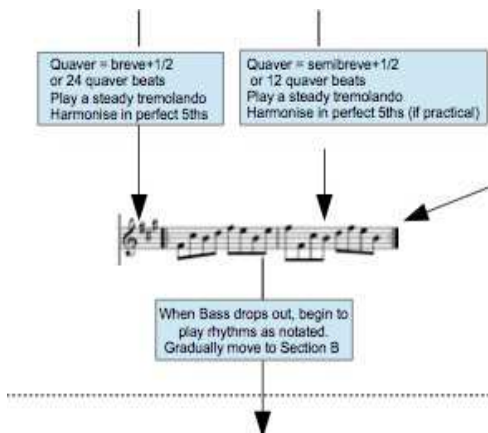 Quaver = breve+1/2
or 24 quaver beats
Play a steady tremolando
Harmonise in perfect 5ths
Quaver = semibreve+1/2
or 12 quaver beats
Play a steady tremolando
Harmonise in perfect 5ths (if practical)
When Bass drops out, begin to
play rhythms as notated.
Gradually move to Section B